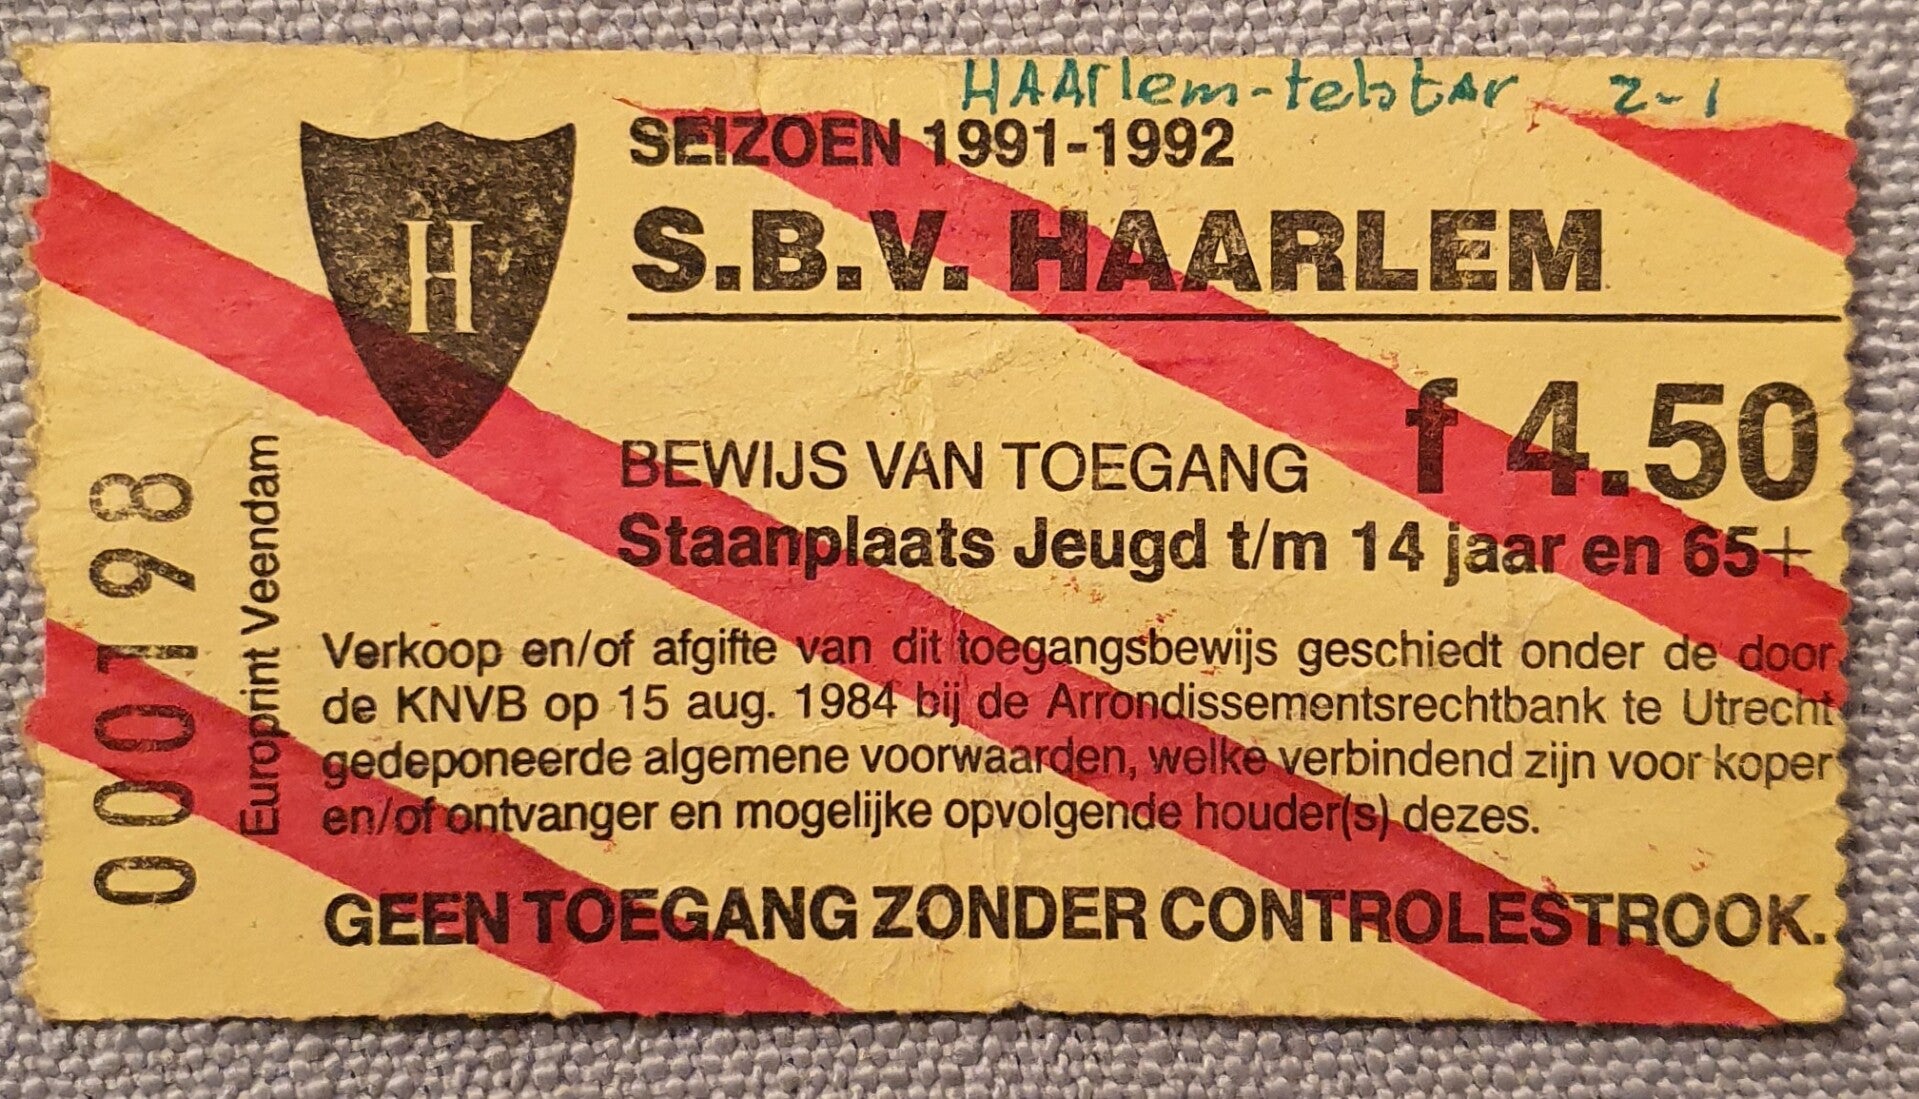 HAArlem-telstar 2-1
SEIZOEN 1991-1992
S.B.V. HAARLEM
H
f 4.50
BEWIJS VAN TOEGANG
Staanplaats Jeugd t/m 14 jaar en 65+
Verkoop en/of afgifte van dit toegangsbewijs geschiedt onder de door
de KNVB op 15 aug. 1984 bij de Arrondissementsrechtbank te Utrecht
gedeponeerde algemene voorwaarden, welke verbindend zijn voor koper
en/of ontvanger en mogelijke opvolgende houder(s) dezes.
GEEN TOEGANG ZONDER CONTROLESTROOK.
000198
Europrint Veendam